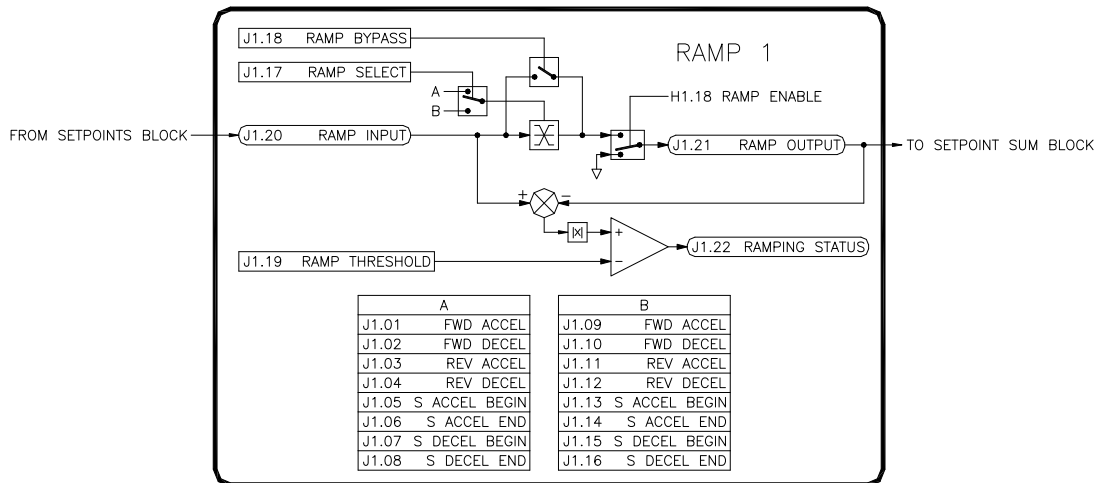 RAMP 1
J1.18 RAMP BYPASS
J1.17 RAMP SELECT
A
B
H1.18 RAMP ENABLE
FROM SETPOINTS BLOCK
J1.20 RAMP INPUT
J1.21 RAMP OUTPUT
TO SETPOINT SUM BLOCK
+ −
|X|
+
−
J1.22 RAMPING STATUS
J1.19 RAMP THRESHOLD
A
J1.01 FWD ACCEL
J1.02 FWD DECEL
J1.03 REV ACCEL
J1.04 REV DECEL
J1.05 S ACCEL BEGIN
J1.06 S ACCEL END
J1.07 S DECEL BEGIN
J1.08 S DECEL END
B
J1.09 FWD ACCEL
J1.10 FWD DECEL
J1.11 REV ACCEL
J1.12 REV DECEL
J1.13 S ACCEL BEGIN
J1.14 S ACCEL END
J1.15 S DECEL BEGIN
J1.16 S DECEL END